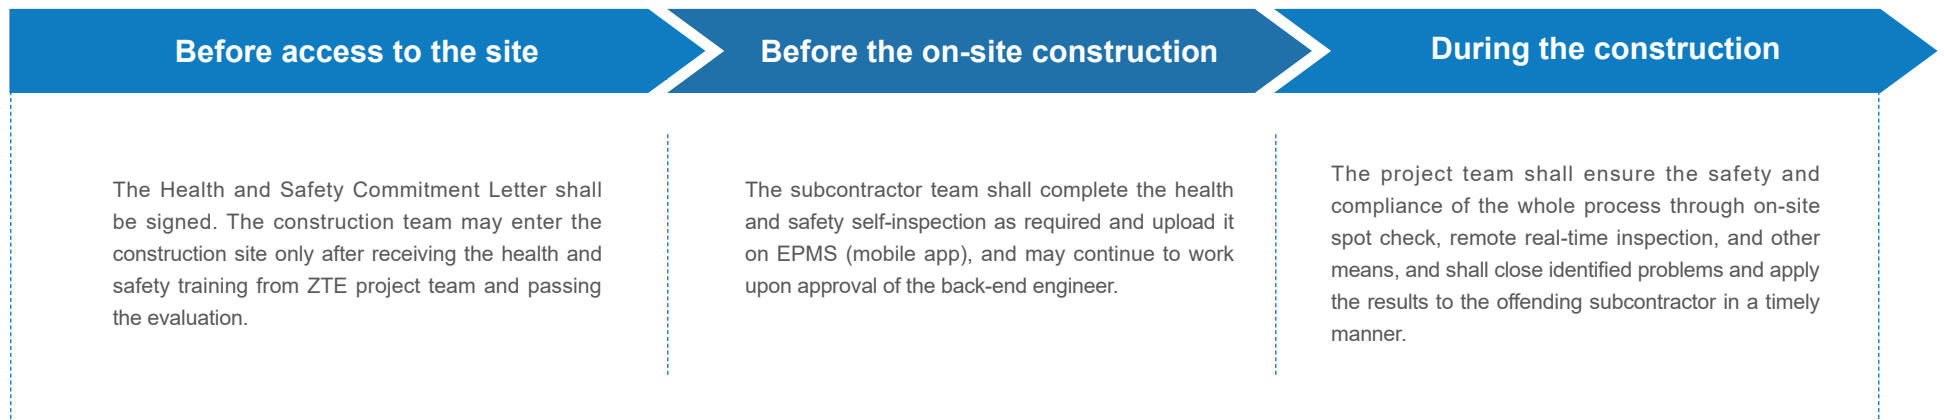 Before access to the site
The Health and Safety Commitment Letter shall
be signed. The construction team may enter the
construction site only after receiving the health and
safety training from ZTE project team and passing
the evaluation.
Before the on-site construction
The subcontractor team shall complete the health
and safety self-inspection as required and upload it
on EPMS (mobile app), and may continue to work
upon approval of the back-end engineer.
During the construction
The project team shall ensure the safety and
compliance of the whole process through on-site
spot check, remote real-time inspection, and other
means, and shall close identified problems and apply
the results to the offending subcontractor in a timely
manner.